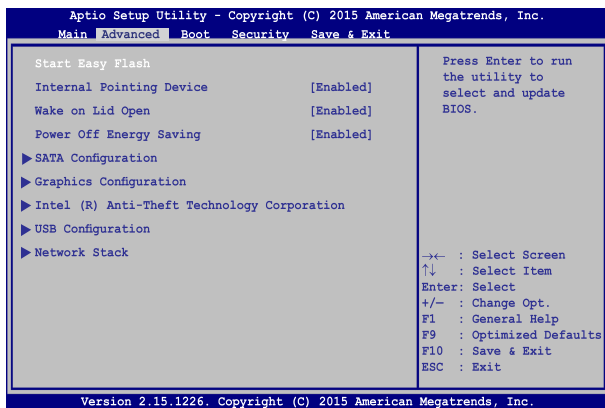 Aptio Setup Utility - Copyright (C) 2015 American Megatrends, Inc.
Main Advanced Boot Security Save & Exit
Start Easy Flash
Internal Pointing Device [Enabled]
Wake on Lid Open [Enabled]
Power Off Energy Saving [Enabled]
SATA Configuration
Graphics Configuration
Intel (R) Anti-Theft Technology Corporation
USB Configuration
Network Stack
Press Enter to run
the utility to
select and update
BIOS.
→← : Select Screen
↑↓ : Select Item
Enter: Select
+/— : Change Opt.
F1 : General Help
F9 : Optimized Defaults
F10 : Save & Exit
ESC : Exit
Version 2.15.1226. Copyright (C) 2015 American Megatrends, Inc.